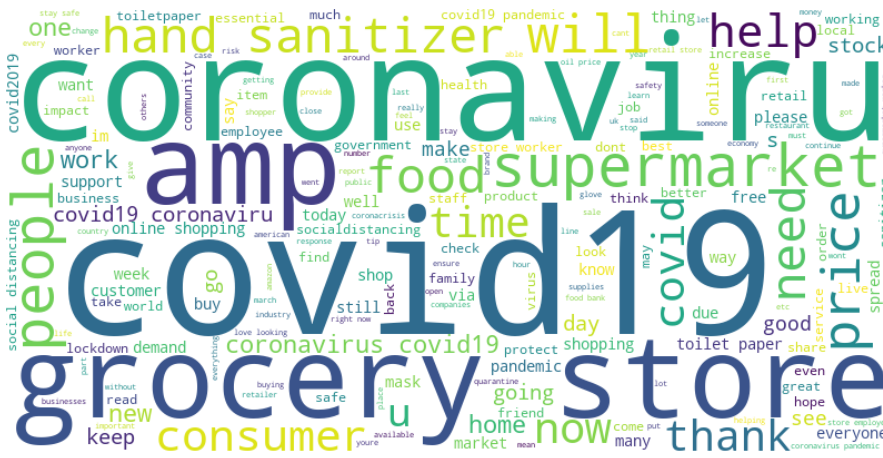 toiletpaper
essential
much
covid19 pandemic
let
money
stay safe
one
change
hand sanitizer
will
help
thing
working
every
worker
case
risk
able
around
cant
retail store
local
stock
covid2019
coronaviru
want
getting
others
provide
last
oil price
year
increase
first
made
impact
call
shopper
close
really
feel
health
safety
learn
online
job
retail
got
item
say
community
im
employee
use
making
uk
said
stop
someone
restaurant
must
please
s
anyone
number
stay
government
store worker
dont
best
economy
continue
people
work
give
went
report
public
state
brand
make
amp
food
supermarket
support
staff
product
glove
sale
think
better
free
re
business
well
covid19 coronaviru
today
time
need
price
country
online shopping
coronacrisis
socialdistancing
check
line
look
may
way
order
wont
american
response
tip
find
know
covid
social distancing
week
go
amazon
march
ensure
hour
virus
family
via
due
spread
customer
shop
back
take
world
buy
open
companies
supplies
food bank
etc
service
live
covid19
industry
right now
still
day
good
life
love looking
everything
coronavirus covid19
shopping
toilet paper
share
lockdown
demand
protect
pandemic
part
without
buying
quarantine
lot
even
businesses
read
retailer
safe
mask
going
great
hope
grocery store
new
place
u
friend
home
now
come
put
helping
see
important
keep
consumer
youre
available
market
mean
many
thank
everyone
store employe
coronavirus pandemic